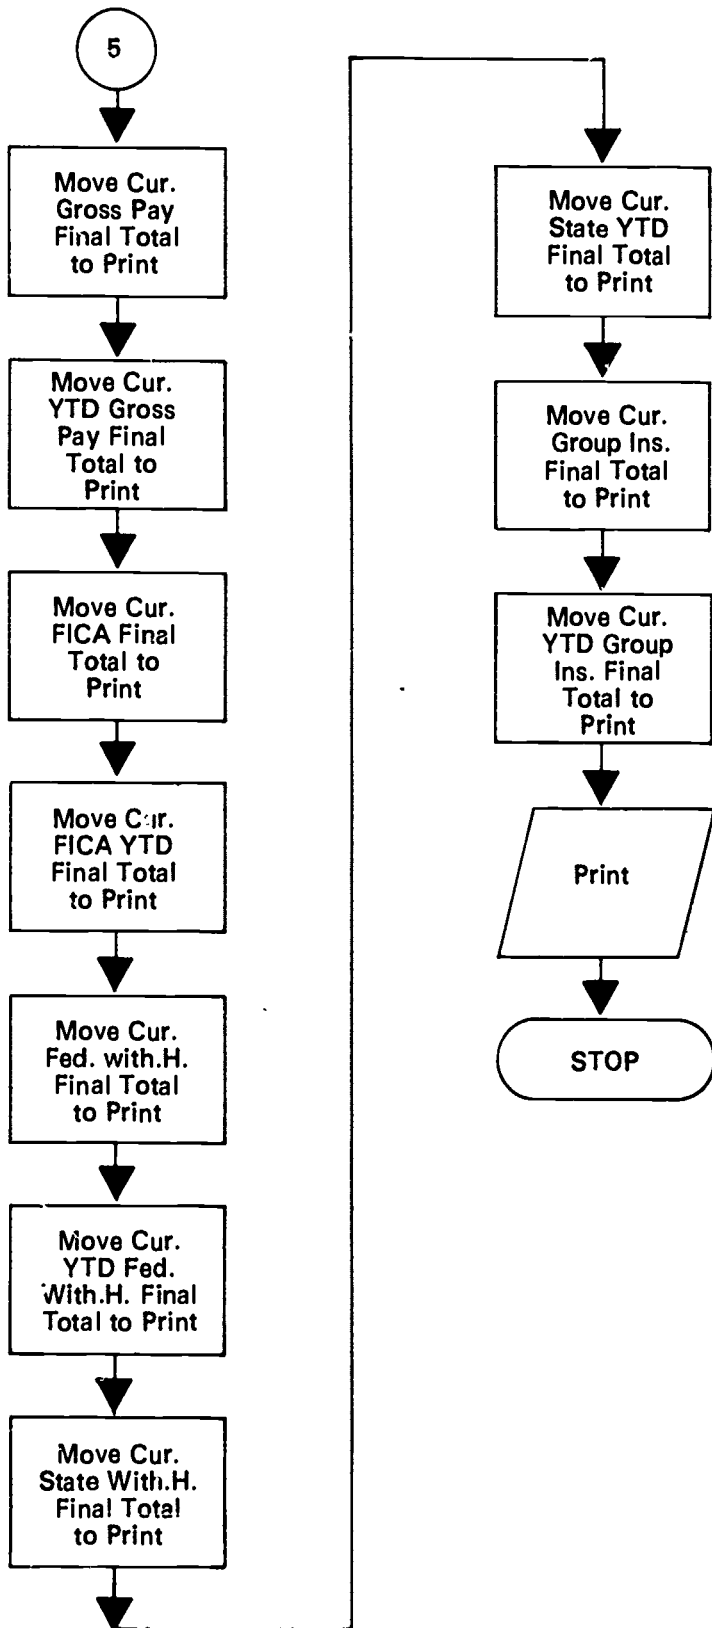 5
Move Cur.
Gross Pay
Final Total
to Print
Move Cur.
YTD Gross
Pay Final
Total to
Print
Move Cur.
FICA Final
Total to
Print
Move Cur.
FICA YTD
Final Total
to Print
Move Cur.
Fed. with.H.
Final Total
to Print
Move Cur.
YTD Fed.
With.H. Final
Total to Print
Move Cur.
State With.H.
Final Total
to Print
Move Cur.
State YTD
Final Total
to Print
Move Cur.
Group Ins.
Final Total
to Print
Move Cur.
YTD Group
Ins. Final
Total to
Print
Print
STOP